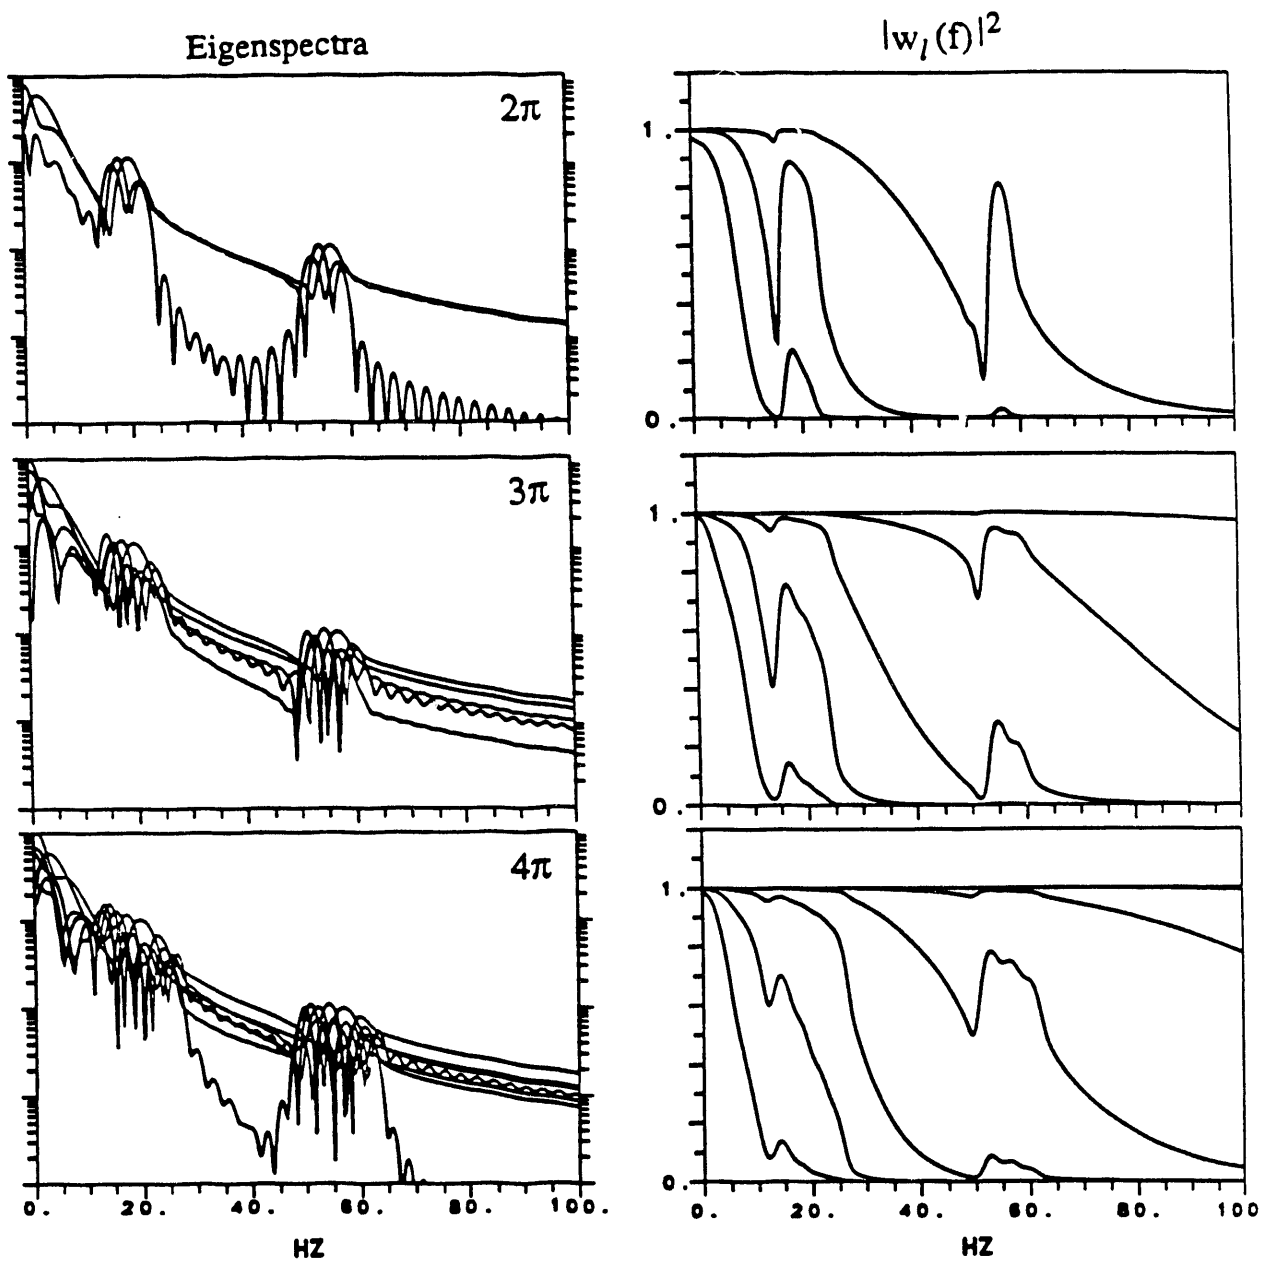 Eigenspectra
|w_l(f)|²
2π
1.
0.
3π
1.
0.
4π
1.
0.
0. 20. 40. 60. 80. 100.
HZ
0. 20. 40. 60. 80. 100
HZ